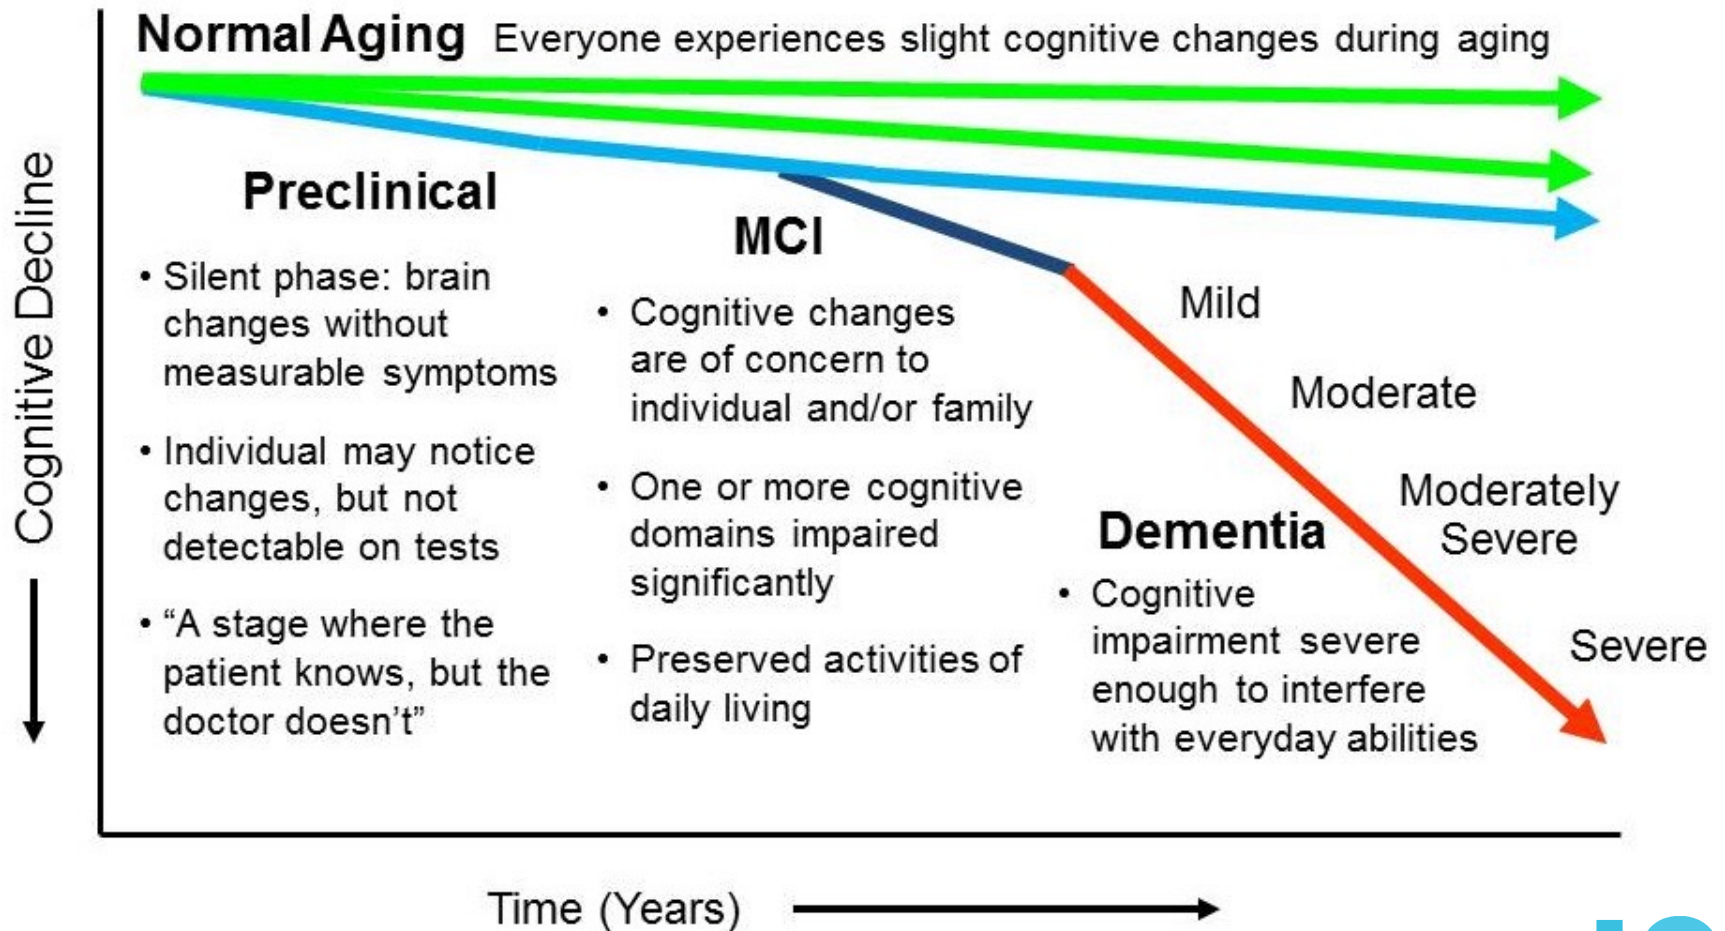 Normal Aging Everyone experiences slight cognitive changes during aging
Cognitive Decline
Preclinical
• Silent phase: brain
changes without
measurable symptoms
• Individual may notice
changes, but not
detectable on tests
• “A stage where the
patient knows, but the
doctor doesn’t”
MCI
• Cognitive changes
are of concern to
individual and/or family
• One or more cognitive
domains impaired
significantly
• Preserved activities of
daily living
Dementia
• Cognitive
impairment severe
enough to interfere
with everyday abilities
Mild
Moderate
Moderately
Severe
Severe
Time (Years)